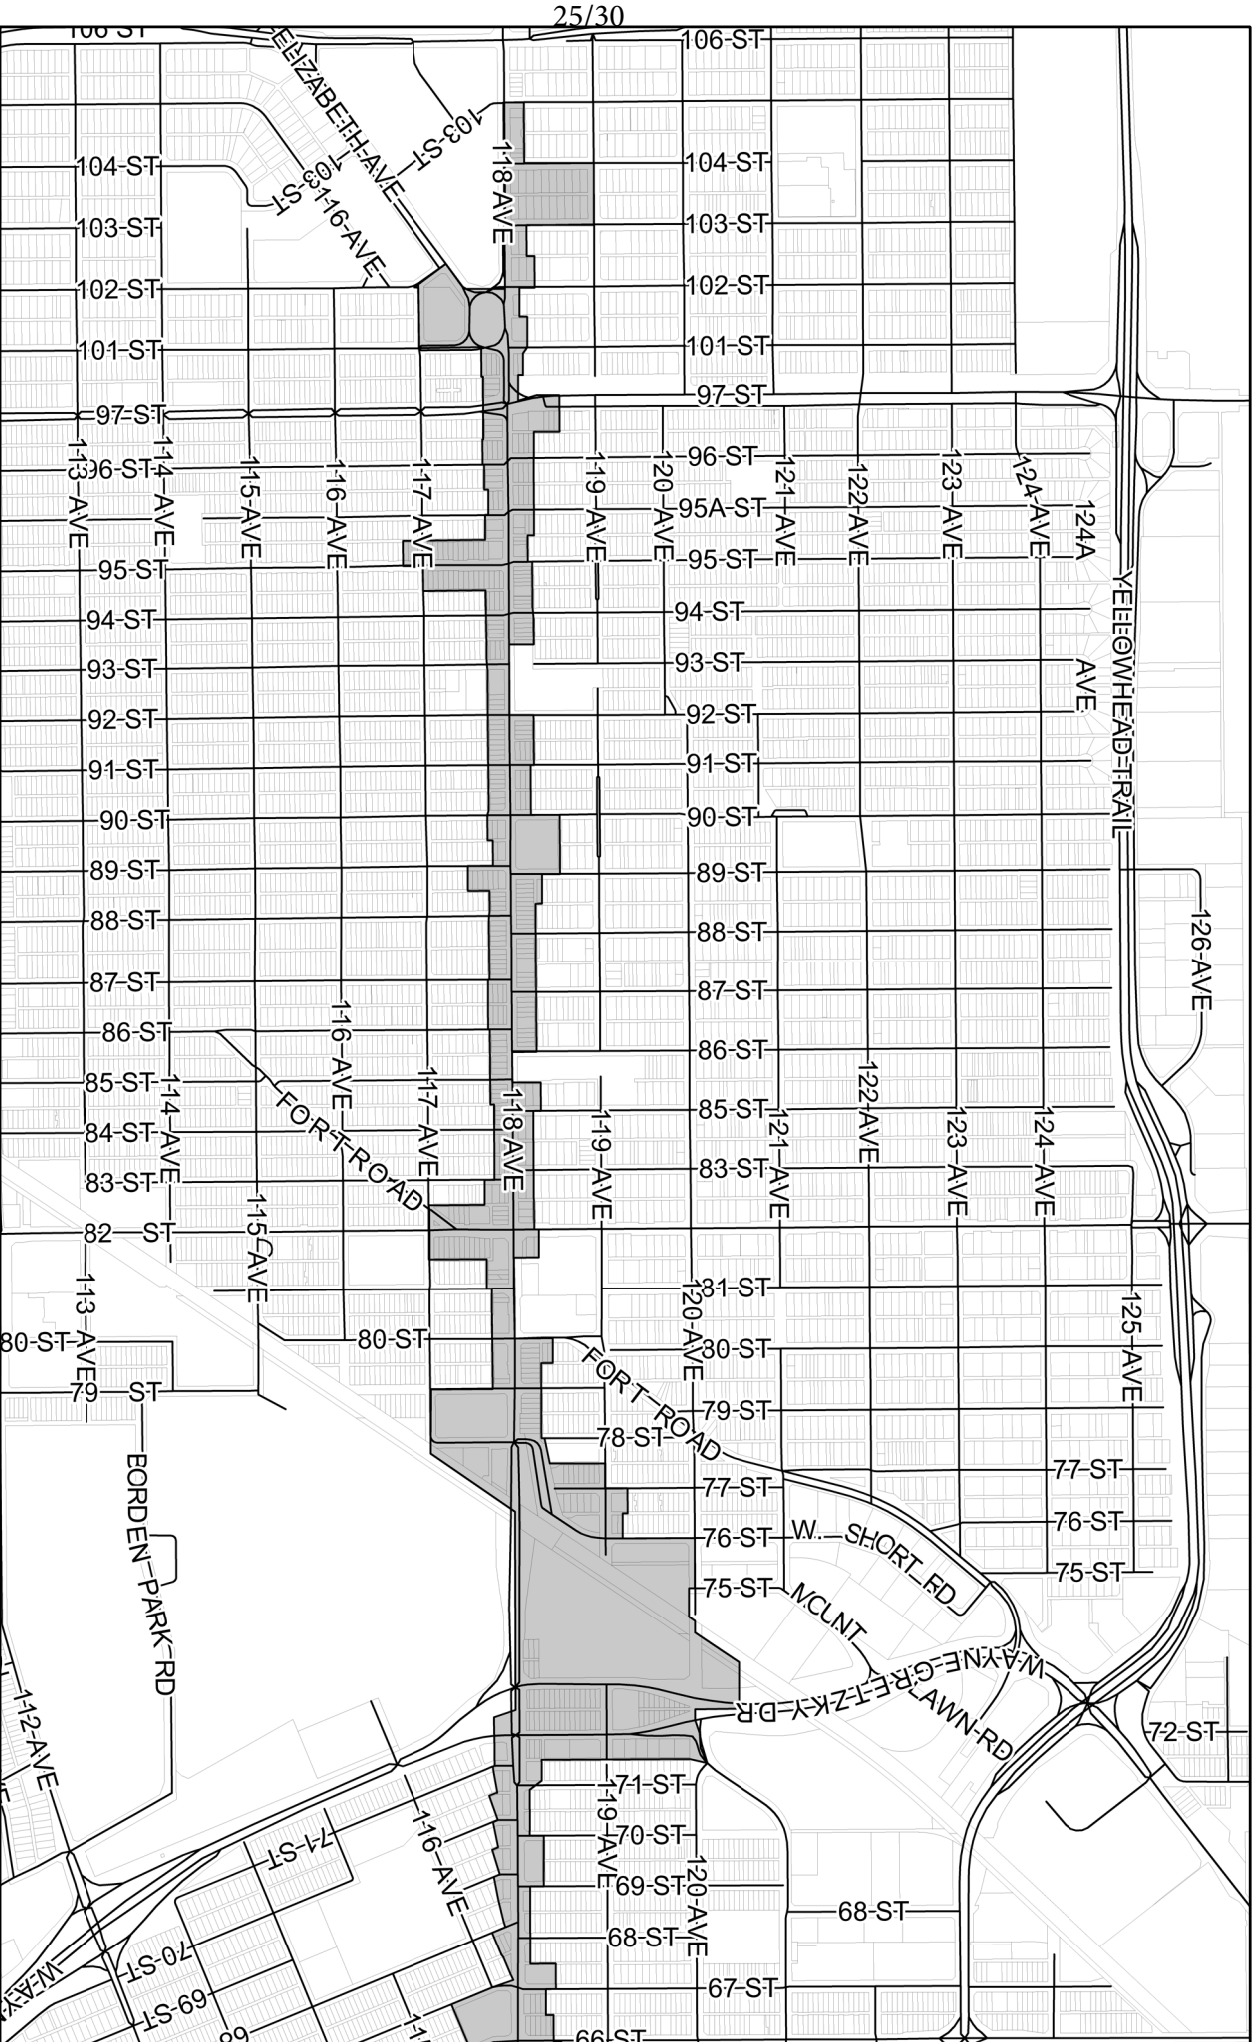 25/30
106 ST
106 ST
ELIZABETH AVE
103 ST
118 AVE
104 ST
104 ST
103 ST
116 AVE
103 ST
103 ST
102 ST
102 ST
101 ST
101 ST
97 ST
97 ST
113 AVE
96 ST
114 AVE
115 AVE
116 AVE
117 AVE
119 AVE
120 AVE
96 ST
121 AVE
122 AVE
123 AVE
124 AVE
95A ST
124A
AVE
95 ST
95 ST
YELLOWHEAD TRAIL
94 ST
94 ST
93 ST
93 ST
92 ST
92 ST
91 ST
91 ST
90 ST
90 ST
89 ST
89 ST
88 ST
88 ST
126 AVE
87 ST
87 ST
86 ST
116 AVE
86 ST
85 ST
114 AVE
FORT ROAD
117 AVE
118 AVE
119 AVE
85 ST
121 AVE
122 AVE
123 AVE
124 AVE
84 ST
83 ST
83 ST
82 ST
115 AVE
113 AVE
81 ST
120 AVE
125 AVE
80 ST
80 ST
80 ST
FORT ROAD
79 ST
79 ST
78 ST
BORDEN PARK RD
77 ST
77 ST
76 ST
W. SHORT RD
76 ST
75 ST
75 ST
MCLNT
LAWN RD
WAYNE GRETZKY DR
112 AVE
72 ST
71 ST
116 AVE
119 AVE
71 ST
70 ST
120 AVE
69 ST
68 ST
68 ST
70 ST
67 ST
69 ST
66 ST